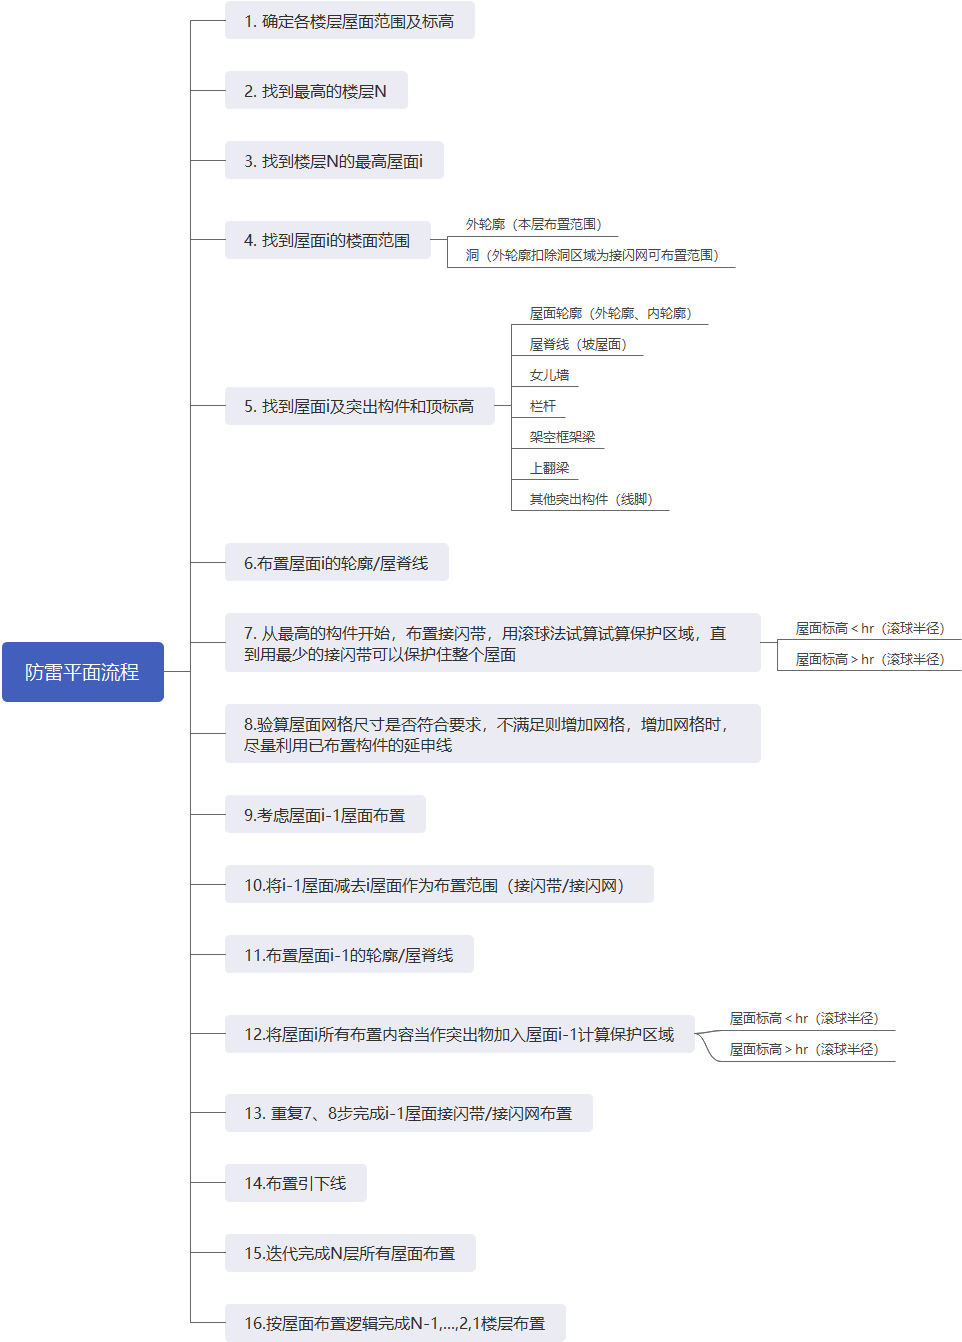 1. 确定各楼层屋面范围及标高
2. 找到最高的楼层N
3. 找到楼层N的最高屋面i
4. 找到屋面i的楼面范围
外轮廓（本层布置范围）
洞（外轮廓扣除洞区域为接闪网可布置范围）
5. 找到屋面i及突出构件和顶标高
屋面轮廓（外轮廓、内轮廓）
屋脊线（坡屋面）
女儿墙
栏杆
架空框架梁
上翻梁
其他突出构件（线脚）
6.布置屋面i的轮廓/屋脊线
防雷平面流程
7. 从最高的构件开始，布置接闪带，用滚球法试算试算保护区域，直
到用最少的接闪带可以保护住整个屋面
屋面标高＜hr（滚球半径）
屋面标高＞hr（滚球半径）
8.验算屋面网格尺寸是否符合要求，不满足则增加网格，增加网格时，
尽量利用已布置构件的延申线
9.考虑屋面i-1屋面布置
10.将i-1屋面减去i屋面作为布置范围（接闪带/接闪网）
11.布置屋面i-1的轮廓/屋脊线
12.将屋面i所有布置内容当作突出物加入屋面i-1计算保护区域
屋面标高＜hr（滚球半径）
屋面标高＞hr（滚球半径）
13. 重复7、8步完成i-1屋面接闪带/接闪网布置
14.布置引下线
15.迭代完成N层所有屋面布置
16.按屋面布置逻辑完成N-1,...,2,1楼层布置